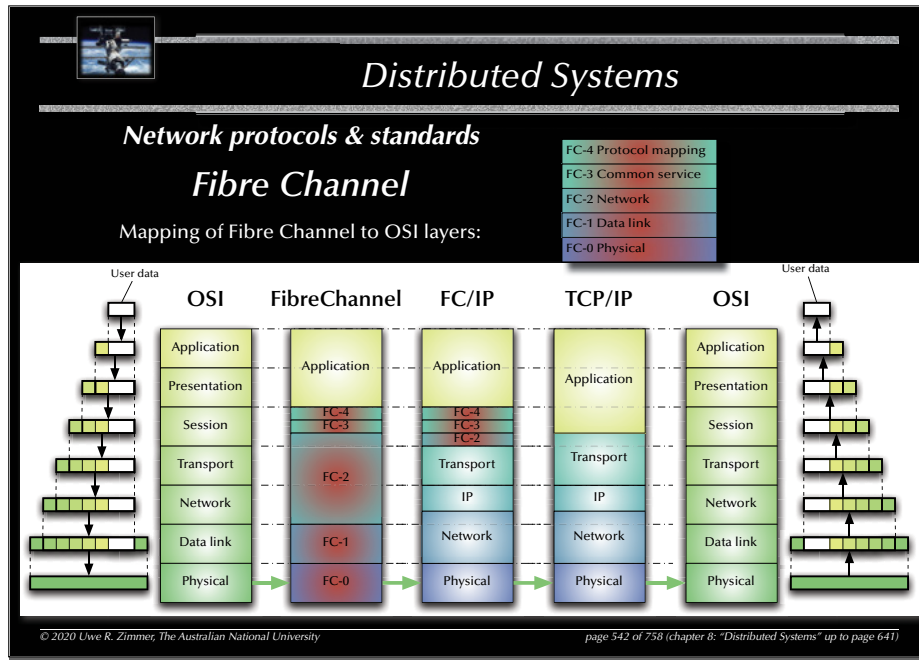 Distributed Systems
Network protocols & standards
Fibre Channel
Mapping of Fibre Channel to OSI layers:
FC-4 Protocol mapping
FC-3 Common service
FC-2 Network
FC-1 Data link
FC-0 Physical
User data
User data
OSI FibreChannel FC/IP TCP/IP OSI
Application
Presentation
Session
Transport
Network
Data link
Physical
Application
FC-4
FC-3
FC-2
FC-1
FC-0
Application
FC-4
FC-3
FC-2
Transport
IP
Network
Physical
Application
Transport
IP
Network
Physical
Application
Presentation
Session
Transport
Network
Data link
Physical
© 2020 Uwe R. Zimmer, The Australian National University
page 542 of 758 (chapter 8: “Distributed Systems” up to page 641)